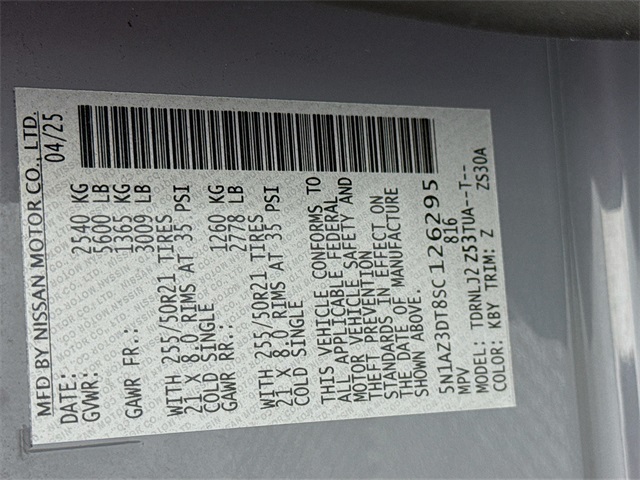 MFD BY NISSAN MOTOR CO., LTD.
DATE: 04/25
GVWR: 2540 KG
5600 LB
GAWR FR.: 1365 KG
3009 LB
WITH 255/50R21 TIRES
21 X 8.0 RIMS AT 35 PSI
COLD SINGLE
GAWR RR.: 1260 KG
2778 LB
WITH 255/50R21 TIRES
21 X 8.0 RIMS AT 35 PSI
COLD SINGLE
THIS VEHICLE CONFORMS TO
ALL APPLICABLE FEDERAL
MOTOR VEHICLE SAFETY AND
THEFT PREVENTION
STANDARDS IN EFFECT ON
THE DATE OF MANUFACTURE
SHOWN ABOVE.
5N1AZ3DT8SC126295
MPV 816
MODEL: TDRNLJ2Z53TUA--T--
COLOR: KBY TRIM: Z ZS30A